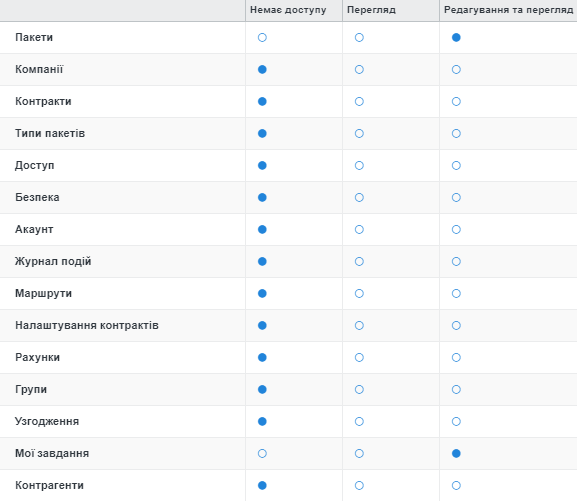 Немає доступу Перегляд Редагування та перегляд
Пакети
Компанії
Контракти
Типи пакетів
Доступ
Безпека
Акаунт
Журнал подій
Маршрути
Налаштування контрактів
Рахунки
Групи
Узгодження
Мої завдання
Контрагенти